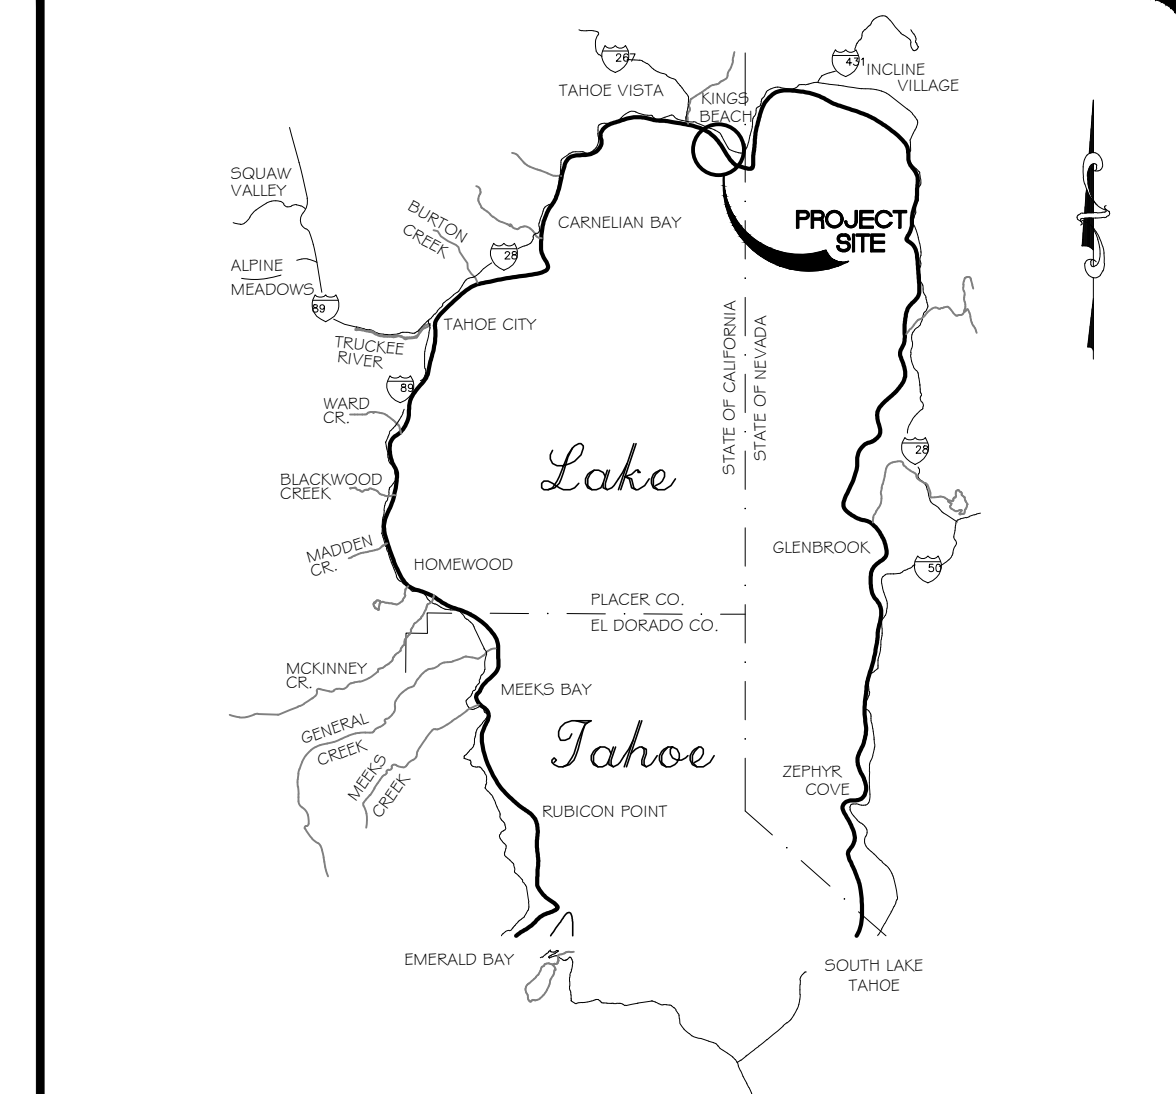 267
431
INCLINE
VILLAGE
TAHOE VISTA
KINGS
BEACH
SQUAW
VALLEY
BURTON
CREEK
CARNELIAN BAY
PROJECT
SITE
28
ALPINE
MEADOWS
89
TAHOE CITY
TRUCKEE
RIVER
STATE OF CALIFORNIA
STATE OF NEVADA
89
WARD
CR.
28
Lake
BLACKWOOD
CREEK
MADDEN
CR.
GLENBROOK
HOMEWOOD
50
PLACER CO.
EL DORADO CO.
MCKINNEY
CR.
MEEKS BAY
GENERAL
CREEK
Tahoe
MEEKS
CREEK
ZEPHYR
COVE
RUBICON POINT
EMERALD BAY
SOUTH LAKE
TAHOE